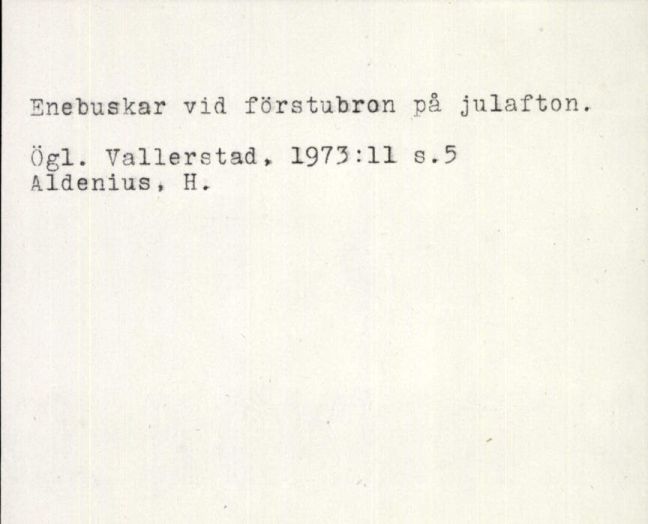 Enebuskar vid förstubron på julafton.
Ögl. Vallerstad, 1973:11 s.5
Aldenius, H.